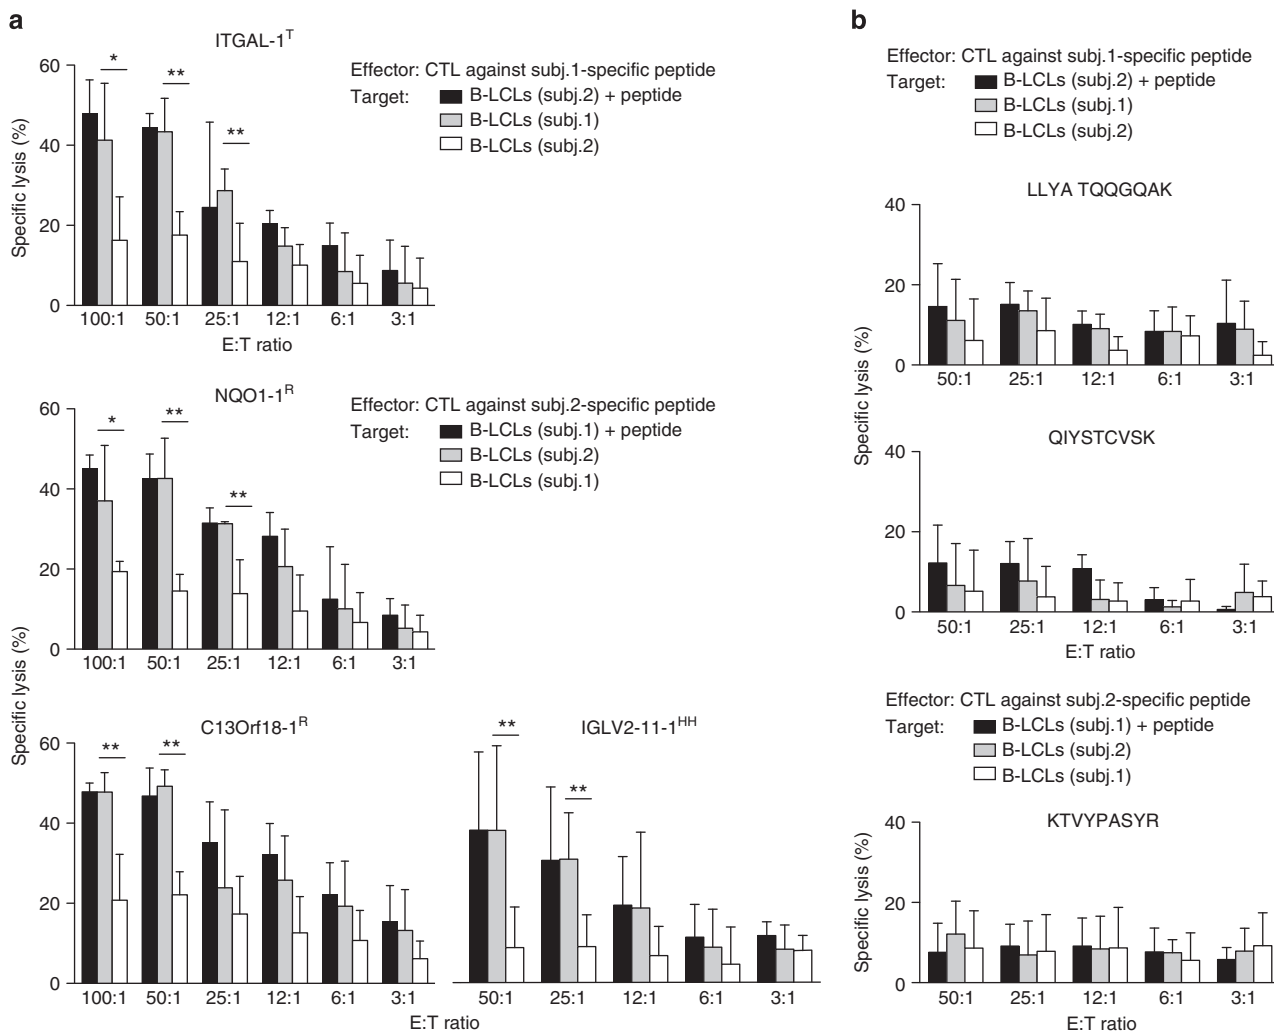 a
ITGAL-1T
Effector: CTL against subj.1-specific peptide
Target:
B-LCLs (subj.2) + peptide
B-LCLs (subj.1)
B-LCLs (subj.2)
Specific lysis (%)
60
40
20
0
* ** **
100:1 50:1 25:1 12:1 6:1 3:1
E:T ratio
NQO1-1R
Effector: CTL against subj.2-specific peptide
Target:
B-LCLs (subj.1) + peptide
B-LCLs (subj.2)
B-LCLs (subj.1)
60
40
20
0
* ** **
100:1 50:1 25:1 12:1 6:1 3:1
Specific lysis (%)
C13Orf18-1R
60
40
20
0
** **
100:1 50:1 25:1 12:1 6:1 3:1
IGLV2-11-1HH
** **
50:1 25:1 12:1 6:1 3:1
E:T ratio
b
Effector: CTL against subj.1-specific peptide
Target:
B-LCLs (subj.2) + peptide
B-LCLs (subj.1)
B-LCLs (subj.2)
LLYA TQQGQAK
40
20
0
50:1 25:1 12:1 6:1 3:1
Specific lysis (%)
QIYSTCVSK
40
20
0
50:1 25:1 12:1 6:1 3:1
E:T ratio
Effector: CTL against subj.2-specific peptide
Target:
B-LCLs (subj.1) + peptide
B-LCLs (subj.2)
B-LCLs (subj.1)
KTVYPASYR
Specific lysis (%)
40
20
0
50:1 25:1 12:1 6:1 3:1
E:T ratio